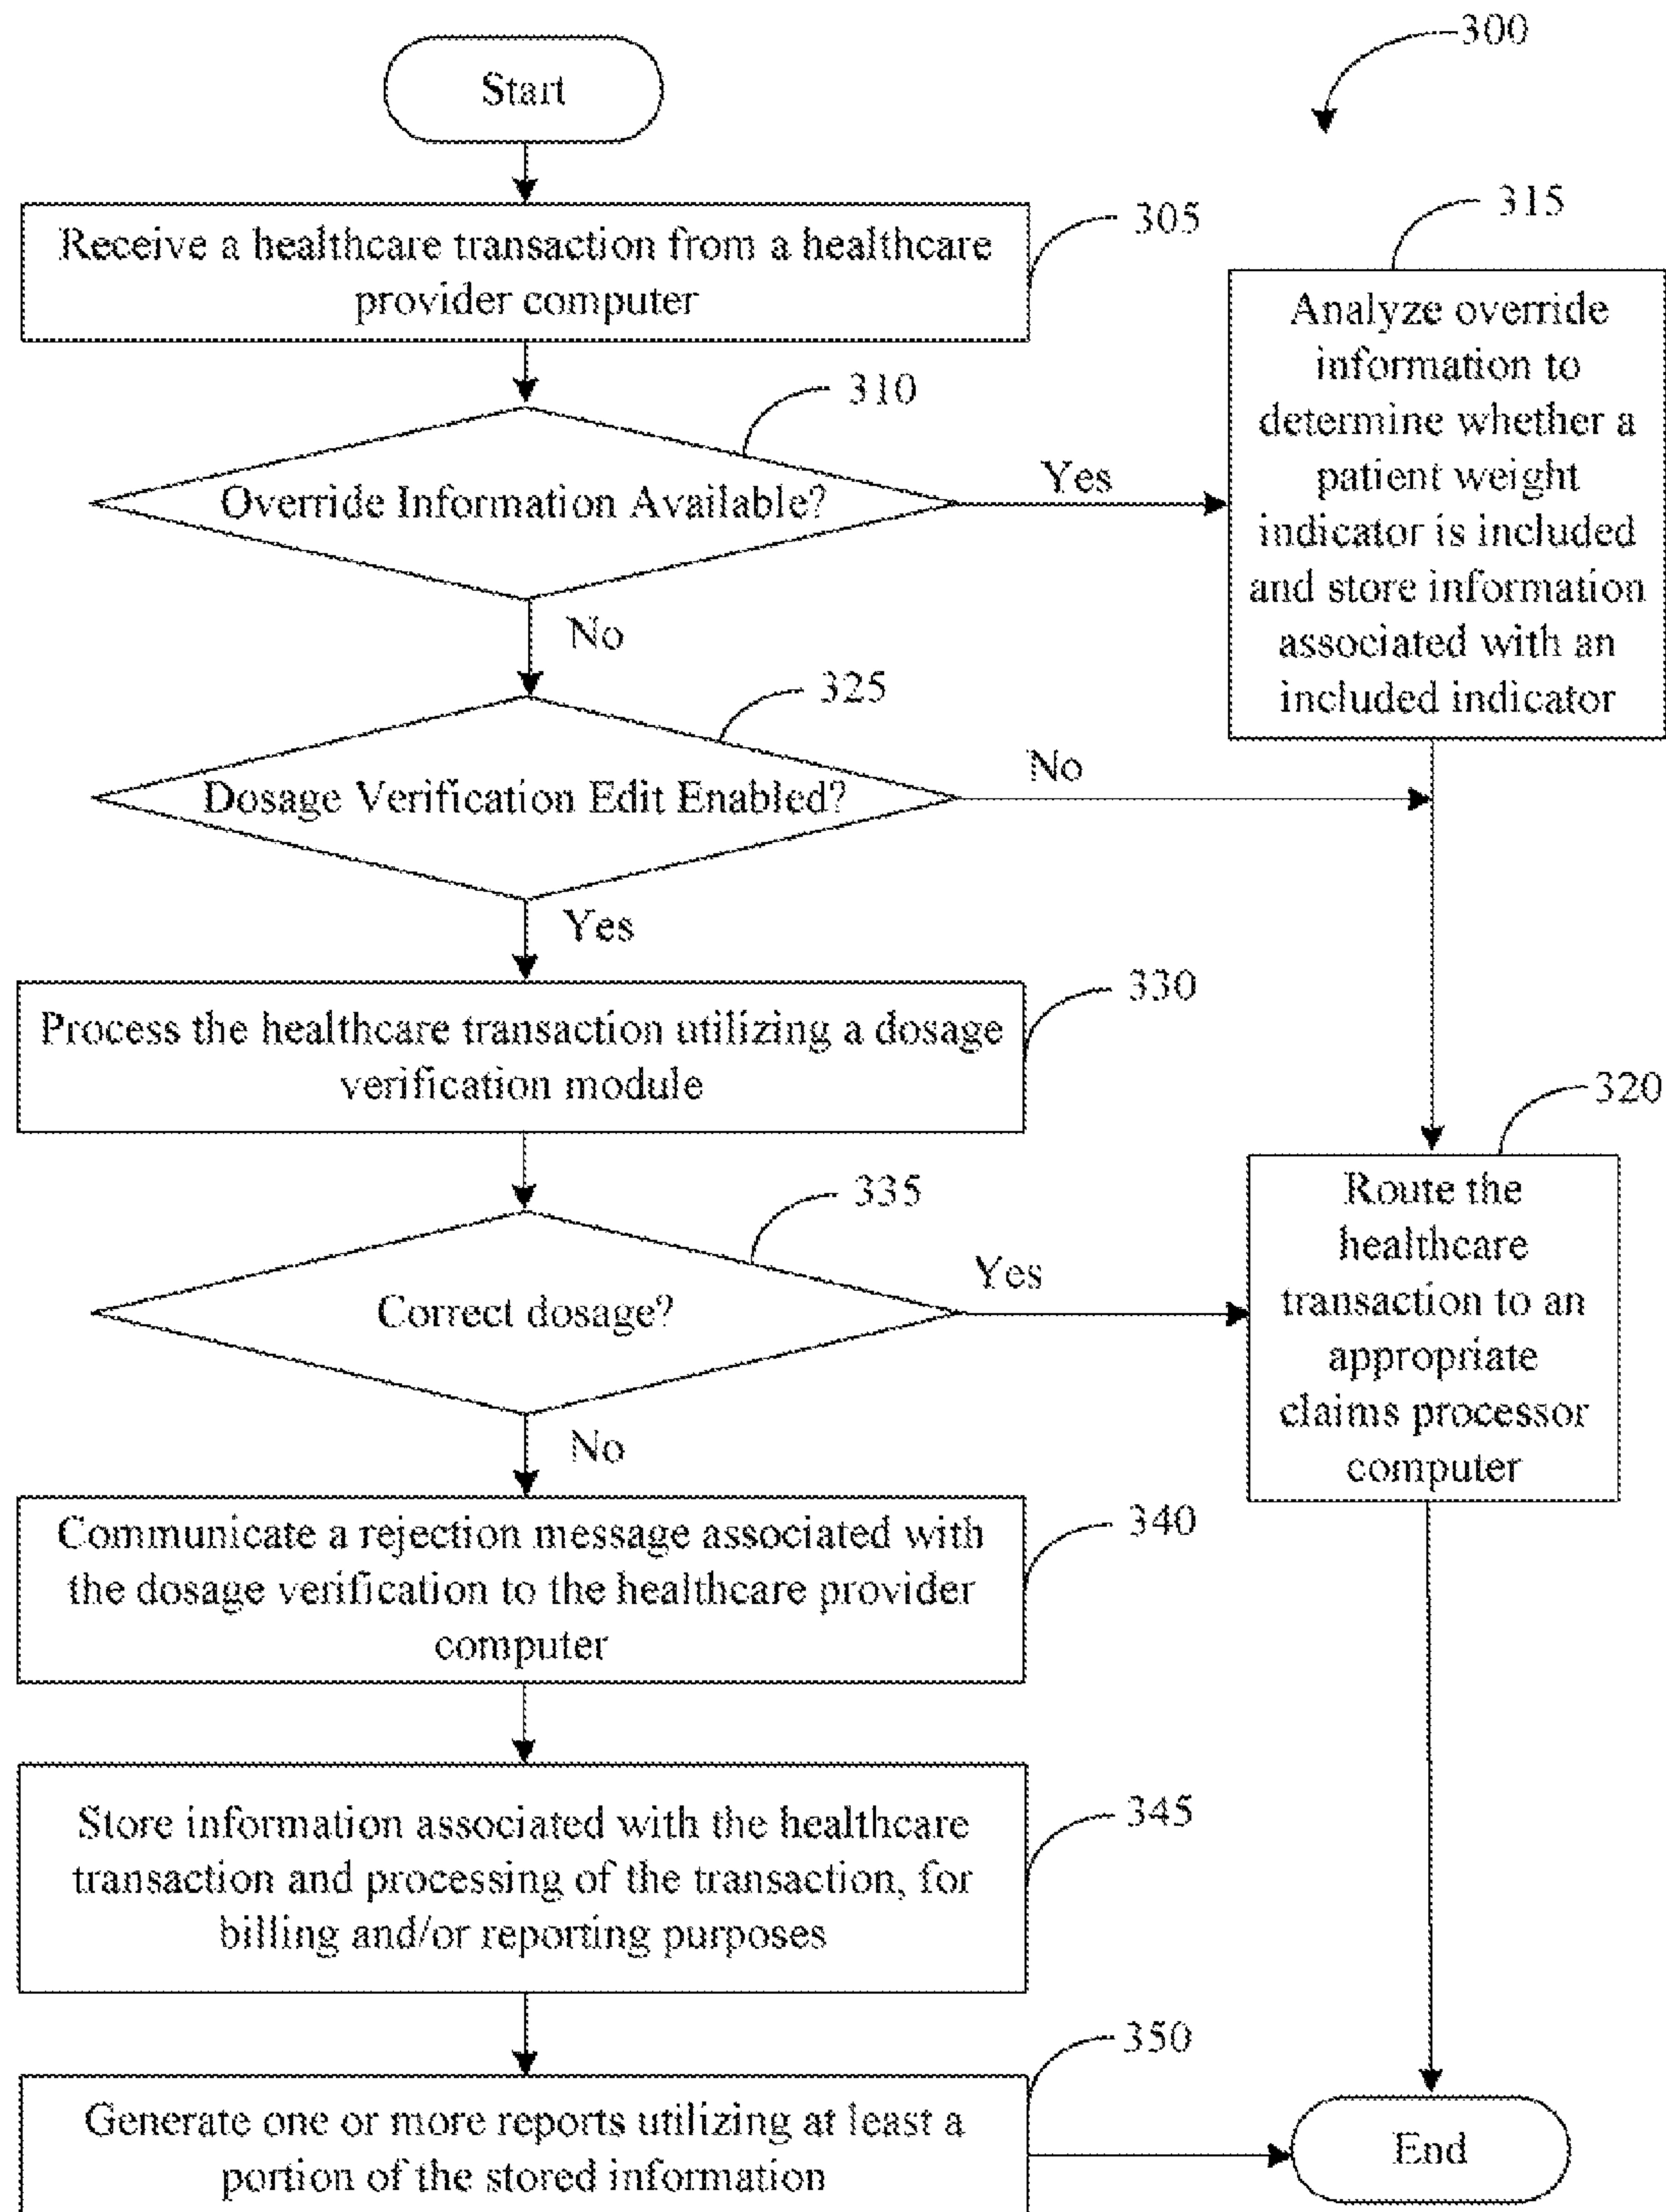 300
Start
305
Receive a healthcare transaction from a healthcare
provider computer
310
Override Information Available?
Yes
No
315
Analyze override
information to
determine whether a
patient weight
indicator is included
and store information
associated with an
included indicator
325
Dosage Verification Edit Enabled?
No
Yes
330
Process the healthcare transaction utilizing a dosage
verification module
335
Correct dosage?
Yes
No
320
Route the
healthcare
transaction to an
appropriate
claims processor
computer
340
Communicate a rejection message associated with
the dosage verification to the healthcare provider
computer
345
Store information associated with the healthcare
transaction and processing of the transaction, for
billing and/or reporting purposes
350
Generate one or more reports utilizing at least a
portion of the stored information
End